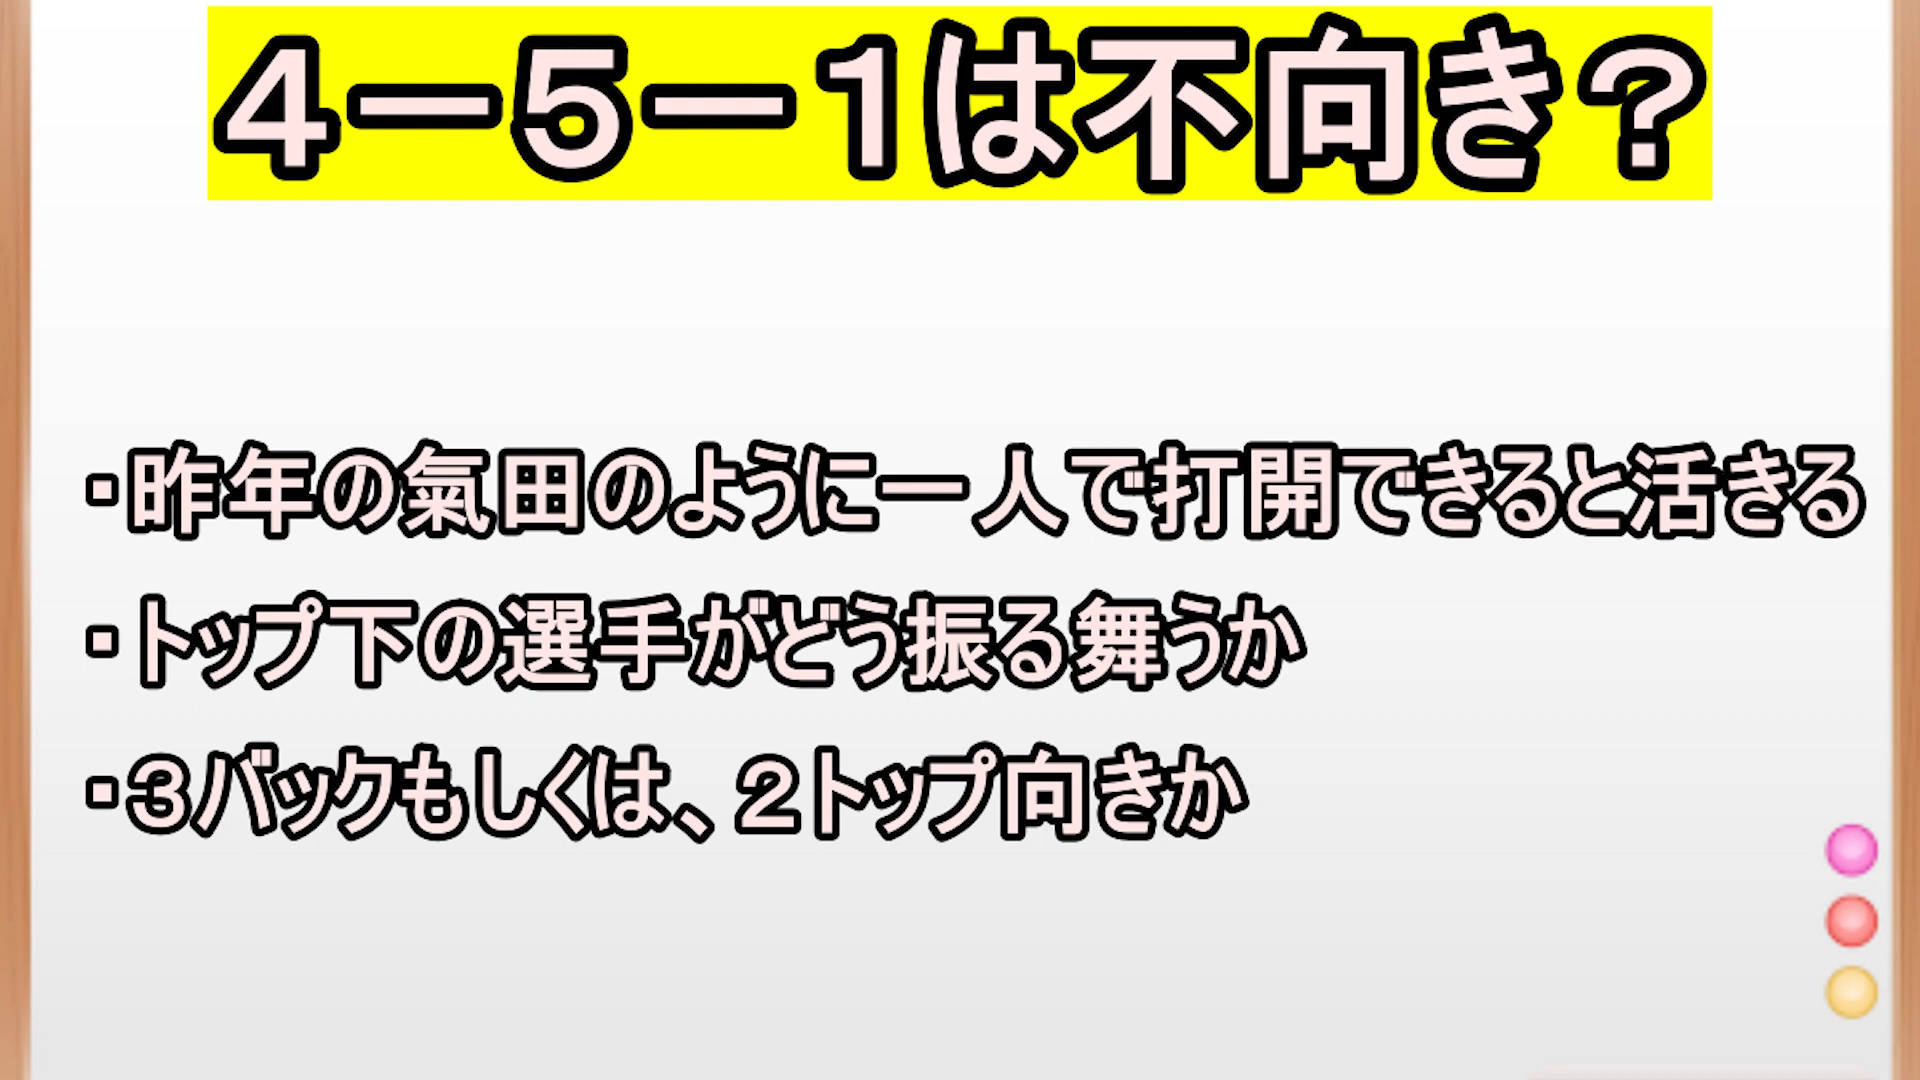 ４－５－１は不向き？
・昨年の氣田のように一人で打開できると活きる
・トップ下の選手がどう振る舞うか
・３バックもしくは、２トップ向きか